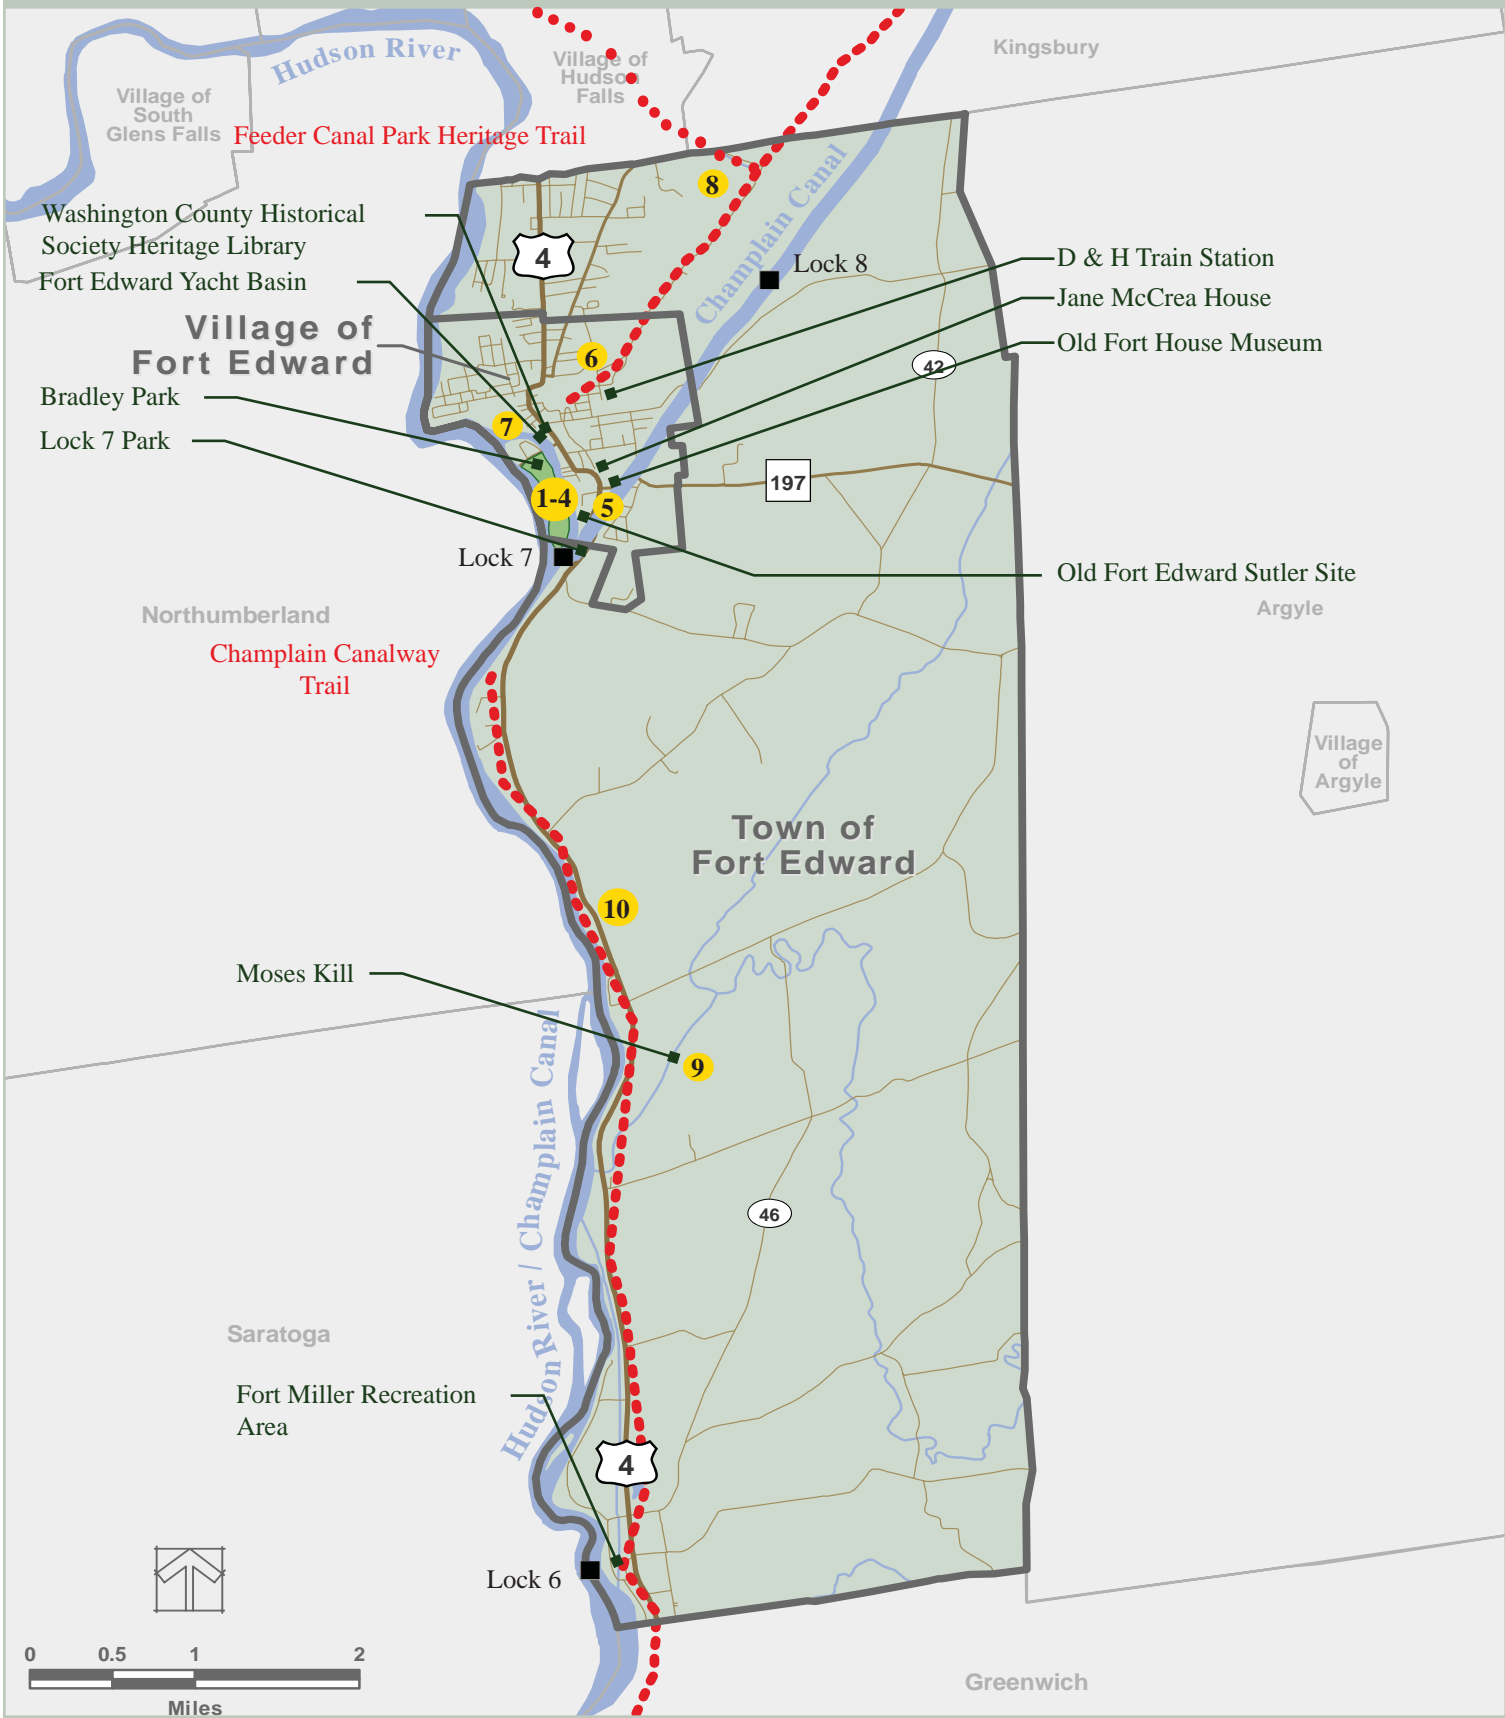 Hudson River
Kingsbury
Village of
Hudson
Falls
Village of
South
Glens Falls
Feeder Canal Park Heritage Trail
8
Champlain Canal
Washington County Historical
Society Heritage Library
4
Lock 8
D & H Train Station
Fort Edward Yacht Basin
Jane McCrea House
Village of
Fort Edward
Old Fort House Museum
6
42
Bradley Park
7
Lock 7 Park
197
1-4
5
Lock 7
Old Fort Edward Sutler Site
Northumberland
Argyle
Champlain Canalway
Trail
Village
of
Argyle
Town of
Fort Edward
10
Moses Kill
9
Hudson River / Champlain Canal
46
Saratoga
Fort Miller Recreation
Area
4
Lock 6
0 0.5 1 2
Miles
Greenwich